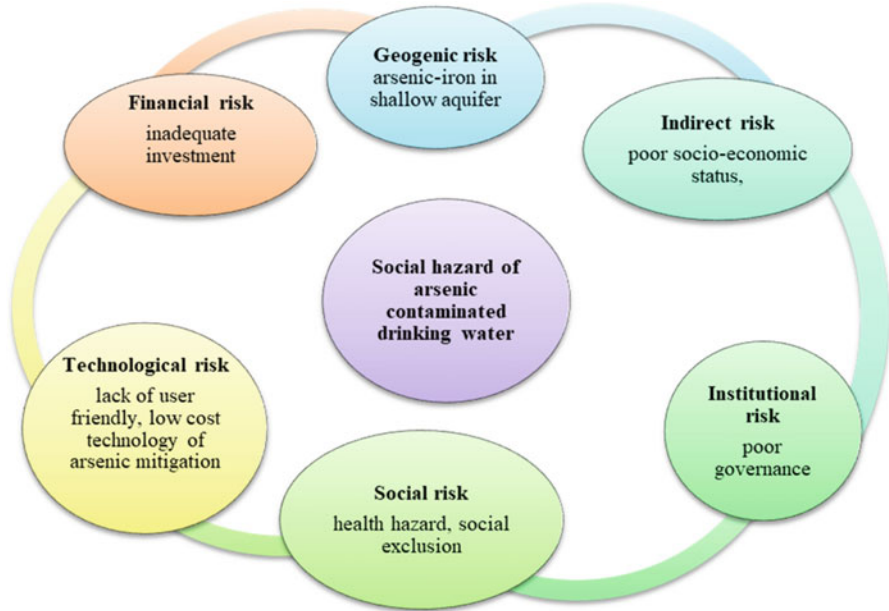 Geogenic risk
arsenic-iron in
shallow aquifer
Indirect risk
poor socio-economic
status,
Institutional
risk
poor
governance
Social risk
health hazard, social
exclusion
Technological risk
lack of user
friendly, low cost
technology of
arsenic mitigation
Financial risk
inadequate
investment
Social hazard of
arsenic
contaminated
drinking water